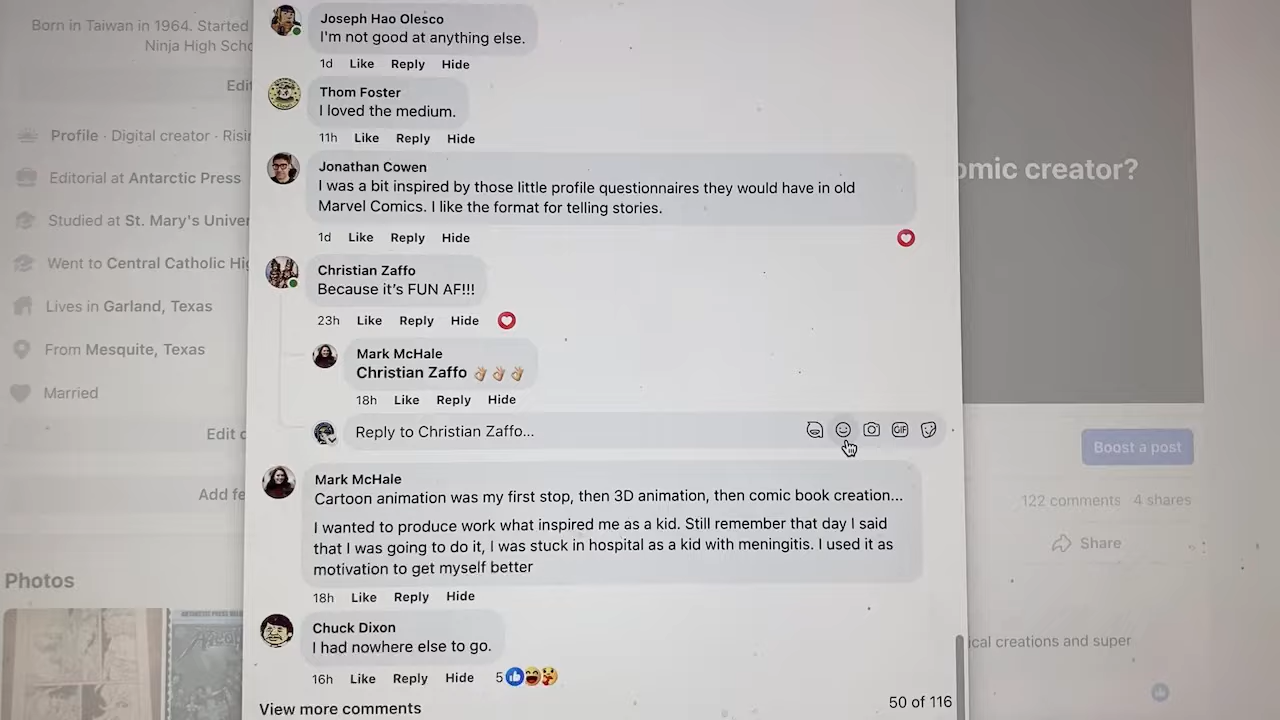 Born in Taiwan in 1964. Started
Ninja High Scho
Edi
Profile · Digital creator · Risi
Editorial at Antarctic Press
Studied at St. Mary's Univer
Went to Central Catholic Hig
Lives in Garland, Texas
From Mesquite, Texas
Married
Edit d
Add fe
Photos
Joseph Hao Olesco
I'm not good at anything else.
1d Like Reply Hide
Thom Foster
I loved the medium.
11h Like Reply Hide
Jonathan Cowen
I was a bit inspired by those little profile questionnaires they would have in old
Marvel Comics. I like the format for telling stories.
1d Like Reply Hide
Christian Zaffo
Because it's FUN AF!!!
23h Like Reply Hide
Mark McHale
Christian Zaffo 👌🏼👌🏼👌🏼
18h Like Reply Hide
Reply to Christian Zaffo...
GIF
Mark McHale
Cartoon animation was my first stop, then 3D animation, then comic book creation...
I wanted to produce work what inspired me as a kid. Still remember that day I said
that I was going to do it, I was stuck in hospital as a kid with meningitis. I used it as
motivation to get myself better
18h Like Reply Hide
Chuck Dixon
I had nowhere else to go.
16h Like Reply Hide 5
View more comments
50 of 116
omic creator?
Boost a post
122 comments 4 shares
Share
ical creations and super